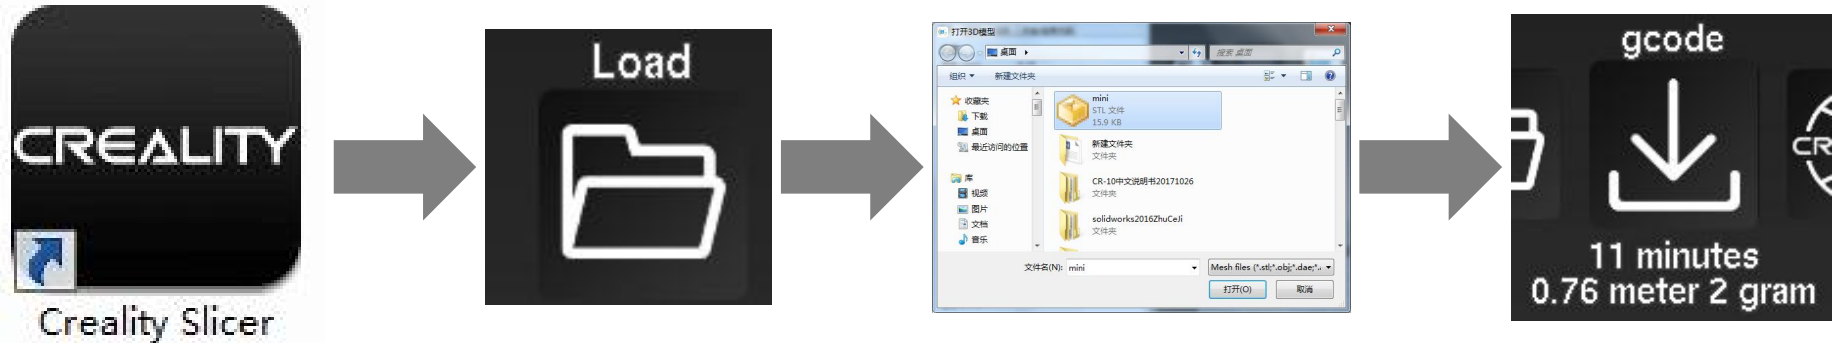 CREALITY
Creality Slicer
Load
打开3D模型
桌面
搜索 桌面
组织
新建文件夹
收藏夹
下载
桌面
最近访问的位置
库
视频
图片
文档
音乐
mini
STL 文件
15.9 KB
新建文件夹
文件夹
CR-10中文说明书20171026
文件夹
solidworks2016ZhuCeJi
文件夹
文件名(N):
mini
Mesh files (*.stl;*.obj;*.dae;*.
打开(O)
取消
gcode
CR
11 minutes
0.76 meter 2 gram